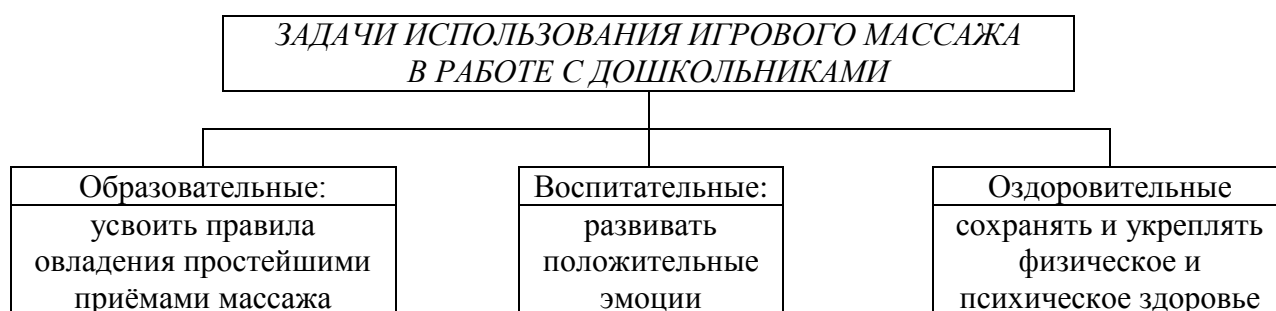 ЗАДАЧИ ИСПОЛЬЗОВАНИЯ ИГРОВОГО МАССАЖА
В РАБОТЕ С ДОШКОЛЬНИКАМИ
Образовательные:
усвоить правила
овладения простейшими
приёмами массажа
Воспитательные:
развивать
положительные
эмоции
Оздоровительные
сохранять и укреплять
физическое и
психическое здоровье